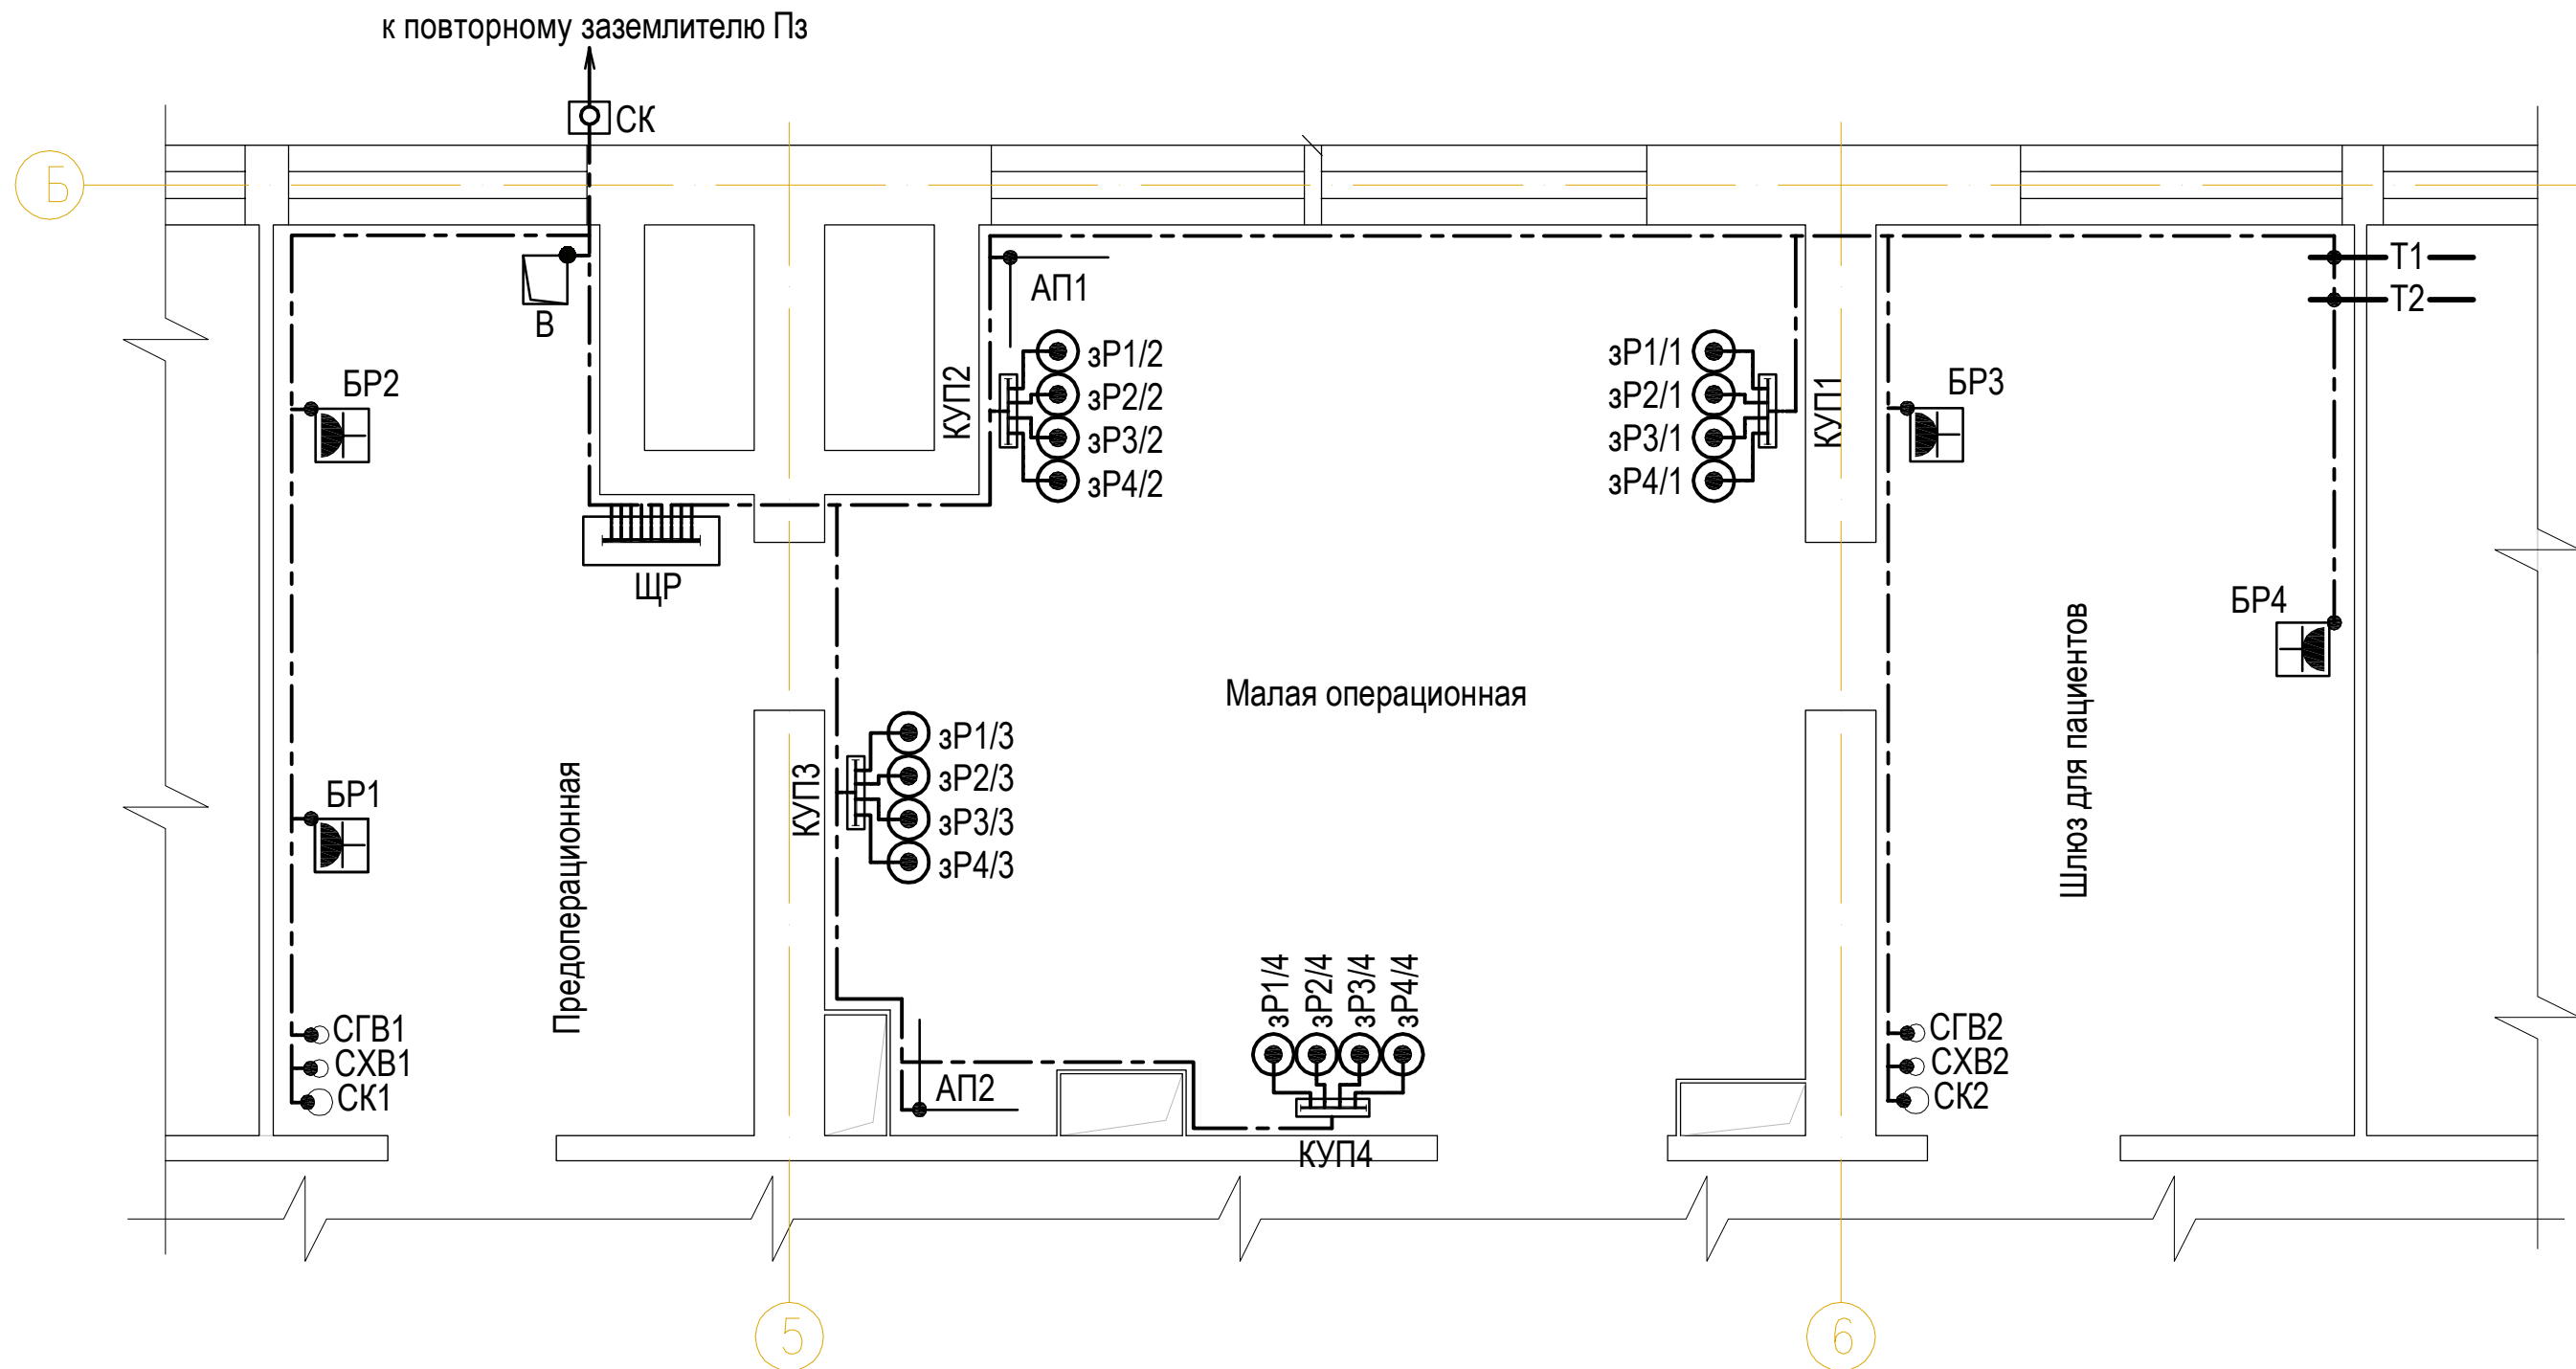 к повторному заземлителю Пз
СК
Б
В
АП1
Т1
Т2
БР2
КУП2
зР1/2
зР2/2
зР3/2
зР4/2
зР1/1
зР2/1
зР3/1
зР4/1
КУП1
БР3
ЩР
БР4
Малая операционная
Шлюз для пациентов
БР1
Предоперационная
КУП3
зР1/3
зР2/3
зР3/3
зР4/3
зР1/4
зР2/4
зР3/4
зР4/4
СГВ1
СХВ1
СК1
АП2
КУП4
СГВ2
СХВ2
СК2
5
6